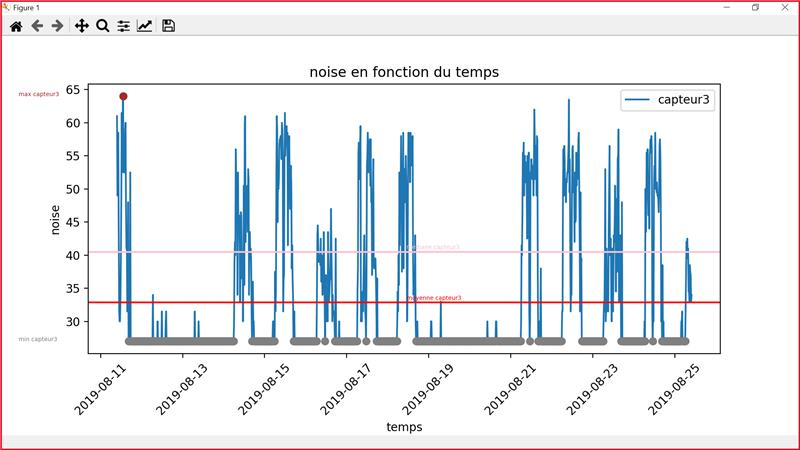 Figure 1
noise en fonction du temps
max capteur3
65
capteur3
60
55
50
noise
45
40
35
moyenne capteur3
30
min capteur3
2019-08-11
2019-08-13
2019-08-15
2019-08-17
2019-08-19
2019-08-21
2019-08-23
2019-08-25
temps